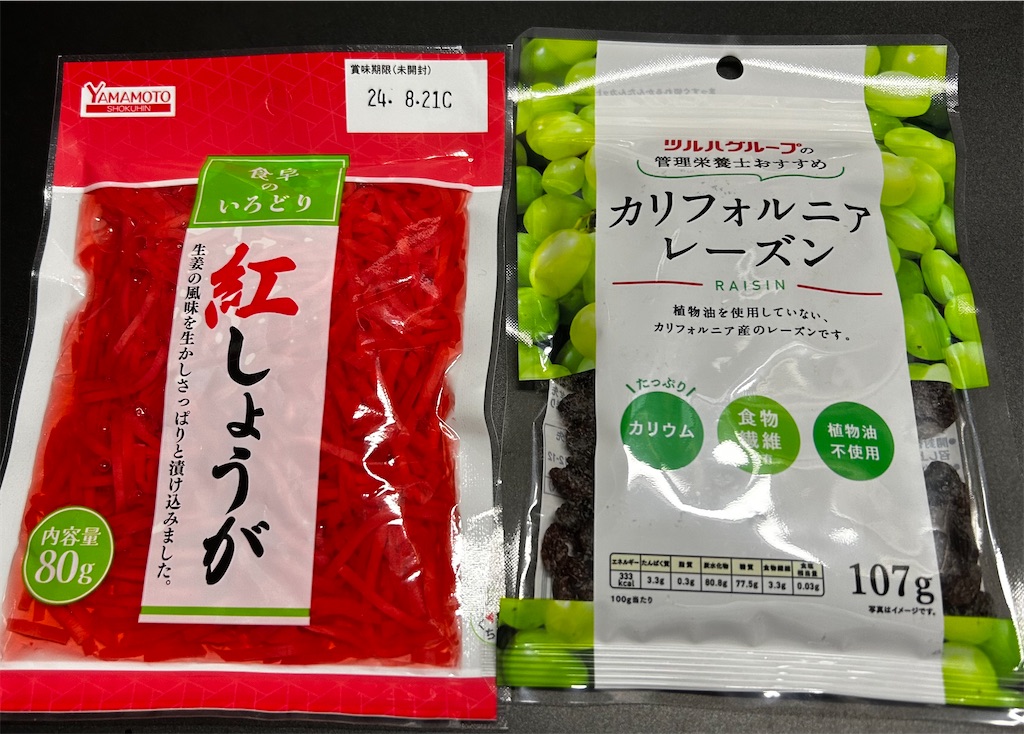 YAMAMOTO
SHOKUHIN
賞味期限(未開封)
24. 8.21C
食卓
の
いろどり
紅しょうが
生姜の風味を生かしさっぱりと漬け込みました。
内容量
80g
ツルハグループの
管理栄養士おすすめ
カリフォルニア
レーズン
RAISIN
植物油を使用していない、
カリフォルニア産のレーズンです。
たっぷり
カリウム
食物
繊維
植物油
不使用
エネルギー たんぱく質 脂質 炭水化物 糖質 食物繊維 食塩相当量
333kcal 3.3g 0.3g 80.8g 77.5g 3.3g 0.03g
100g当たり
107g
写真はイメージです。